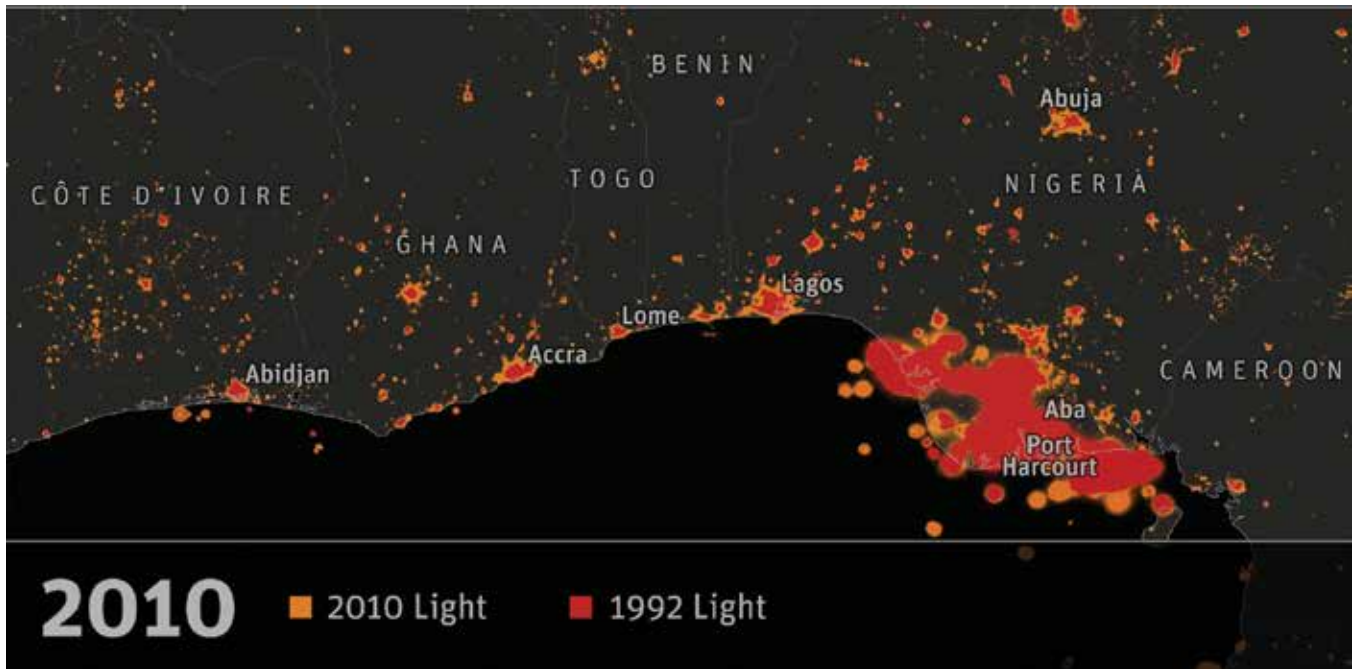 BENIN
Abuja
TOGO
NIGERIA
CÔTE D'IVOIRE
GHANA
Lagos
Lome
Accra
Abidjan
CAMEROON
Aba
Port
Harcourt
2010
2010 Light
1992 Light